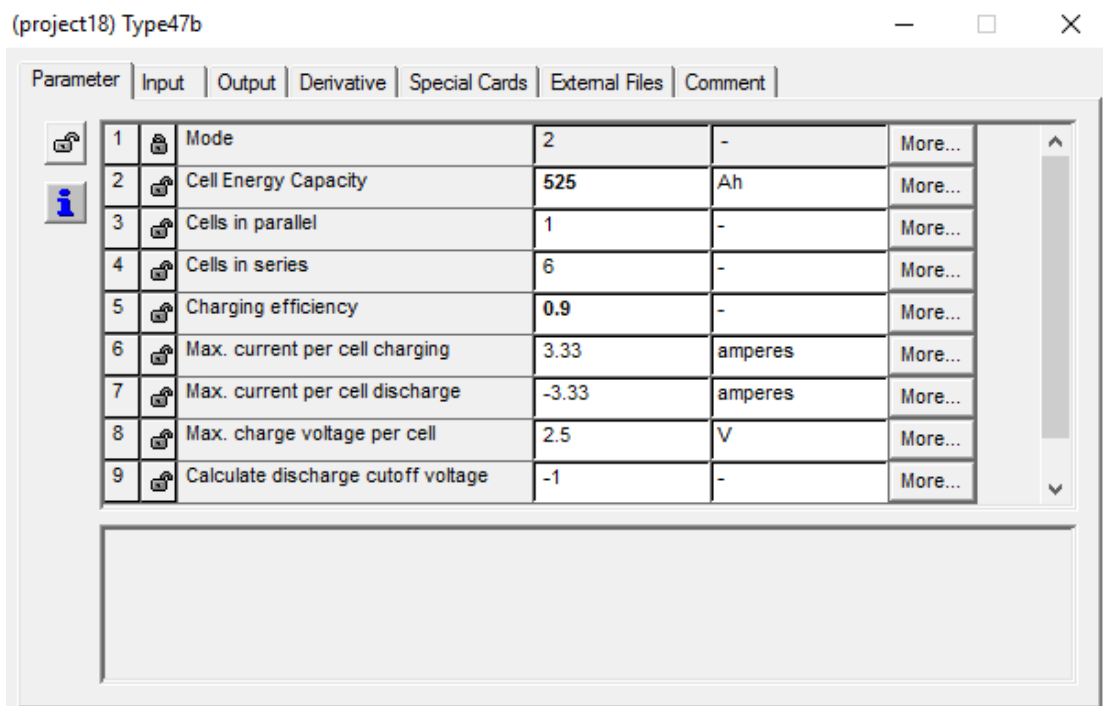 (project18) Type47b
Parameter Input Output Derivative Special Cards External Files Comment
1 Mode 2 - More...
2 Cell Energy Capacity 525 Ah More...
3 Cells in parallel 1 - More...
4 Cells in series 6 - More...
5 Charging efficiency 0.9 - More...
6 Max. current per cell charging 3.33 amperes More...
7 Max. current per cell discharge -3.33 amperes More...
8 Max. charge voltage per cell 2.5 V More...
9 Calculate discharge cutoff voltage -1 - More...